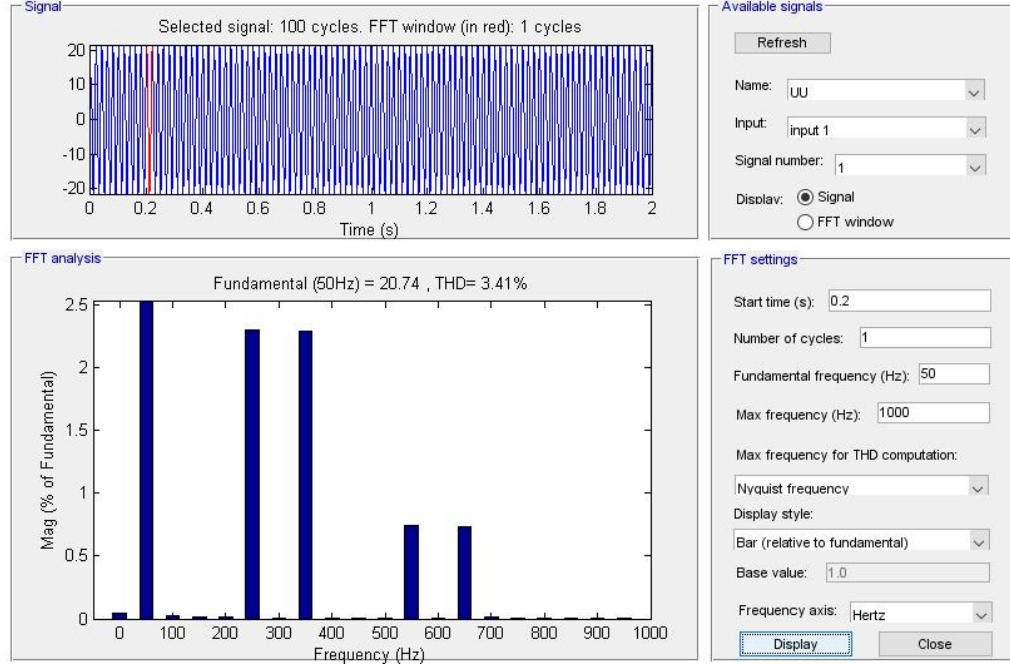 Signal
Selected signal: 100 cycles. FFT window (in red): 1 cycles
20
10
0
-10
-20
0 0.2 0.4 0.6 0.8 1 1.2 1.4 1.6 1.8 2
Time (s)
Available signals
Refresh
Name: UU
Input: input 1
Signal number: 1
Display: Signal
FFT window
FFT analysis
Fundamental (50Hz) = 20.74 , THD= 3.41%
2.5
2
1.5
1
0.5
0
Mag (% of Fundamental)
0 100 200 300 400 500 600 700 800 900 1000
Frequency (Hz)
FFT settings
Start time (s): 0.2
Number of cycles: 1
Fundamental frequency (Hz): 50
Max frequency (Hz): 1000
Max frequency for THD computation:
Nyquist frequency
Display style:
Bar (relative to fundamental)
Base value: 1.0
Frequency axis: Hertz
Display Close